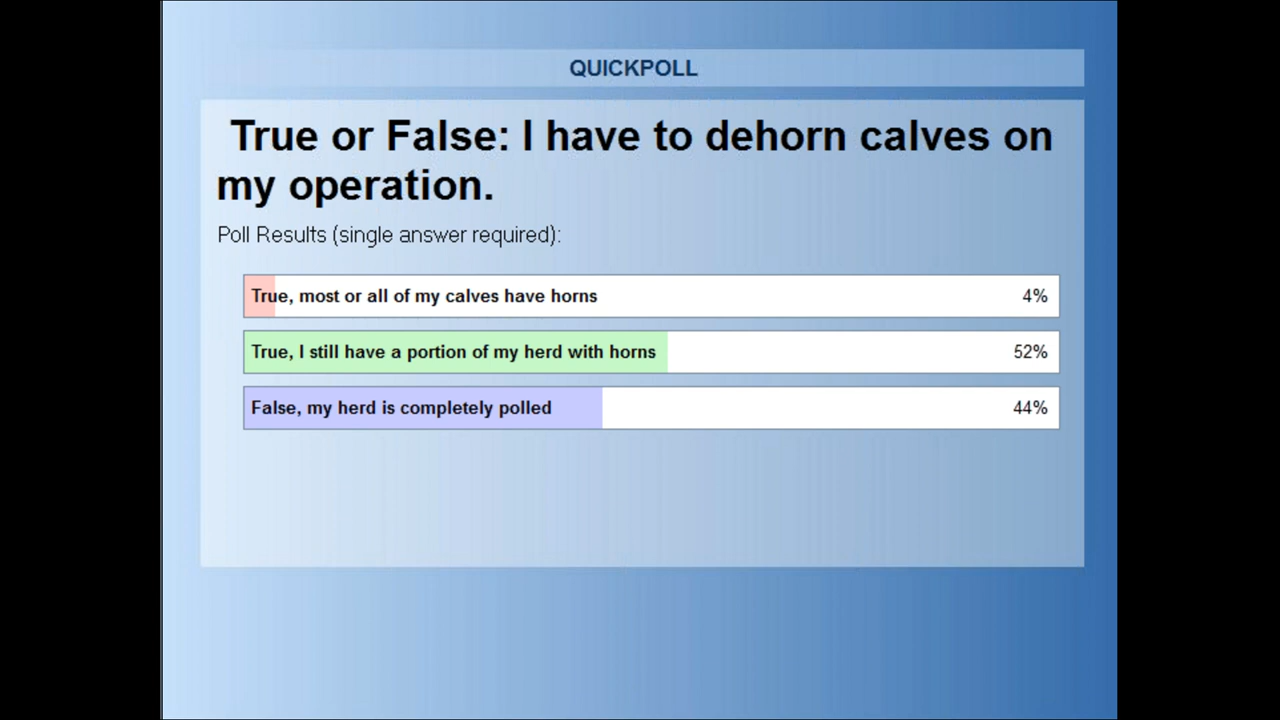 QUICKPOLL
True or False: I have to dehorn calves on
my operation.
Poll Results (single answer required):
True, most or all of my calves have horns 4%
True, I still have a portion of my herd with horns 52%
False, my herd is completely polled 44%